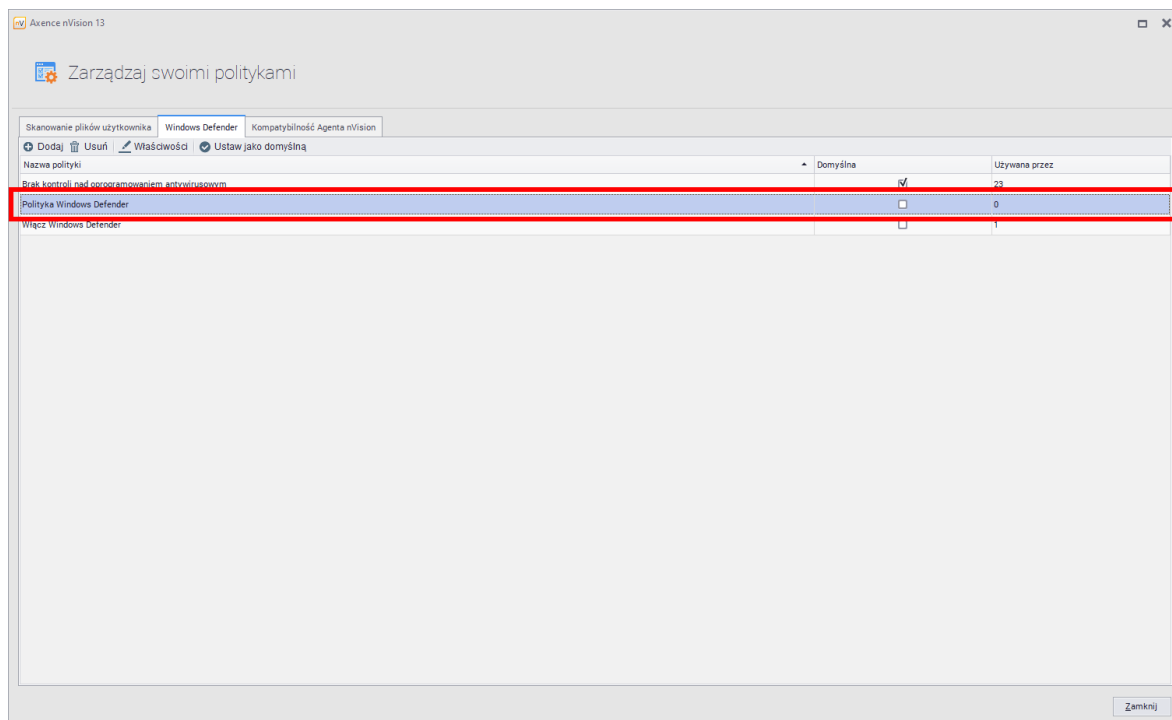 nV Axence nVision 13
Zarządzaj swoimi politykami
Skanowanie plików użytkownika Windows Defender Kompatybilność Agenta nVision
Dodaj Usuń Właściwości Ustaw jako domyślną
Nazwa polityki Domyślna Używana przez
Brak kontroli nad oprogramowaniem antywirusowym 23
Polityka Windows Defender 0
Włącz Windows Defender 1
Zamknij